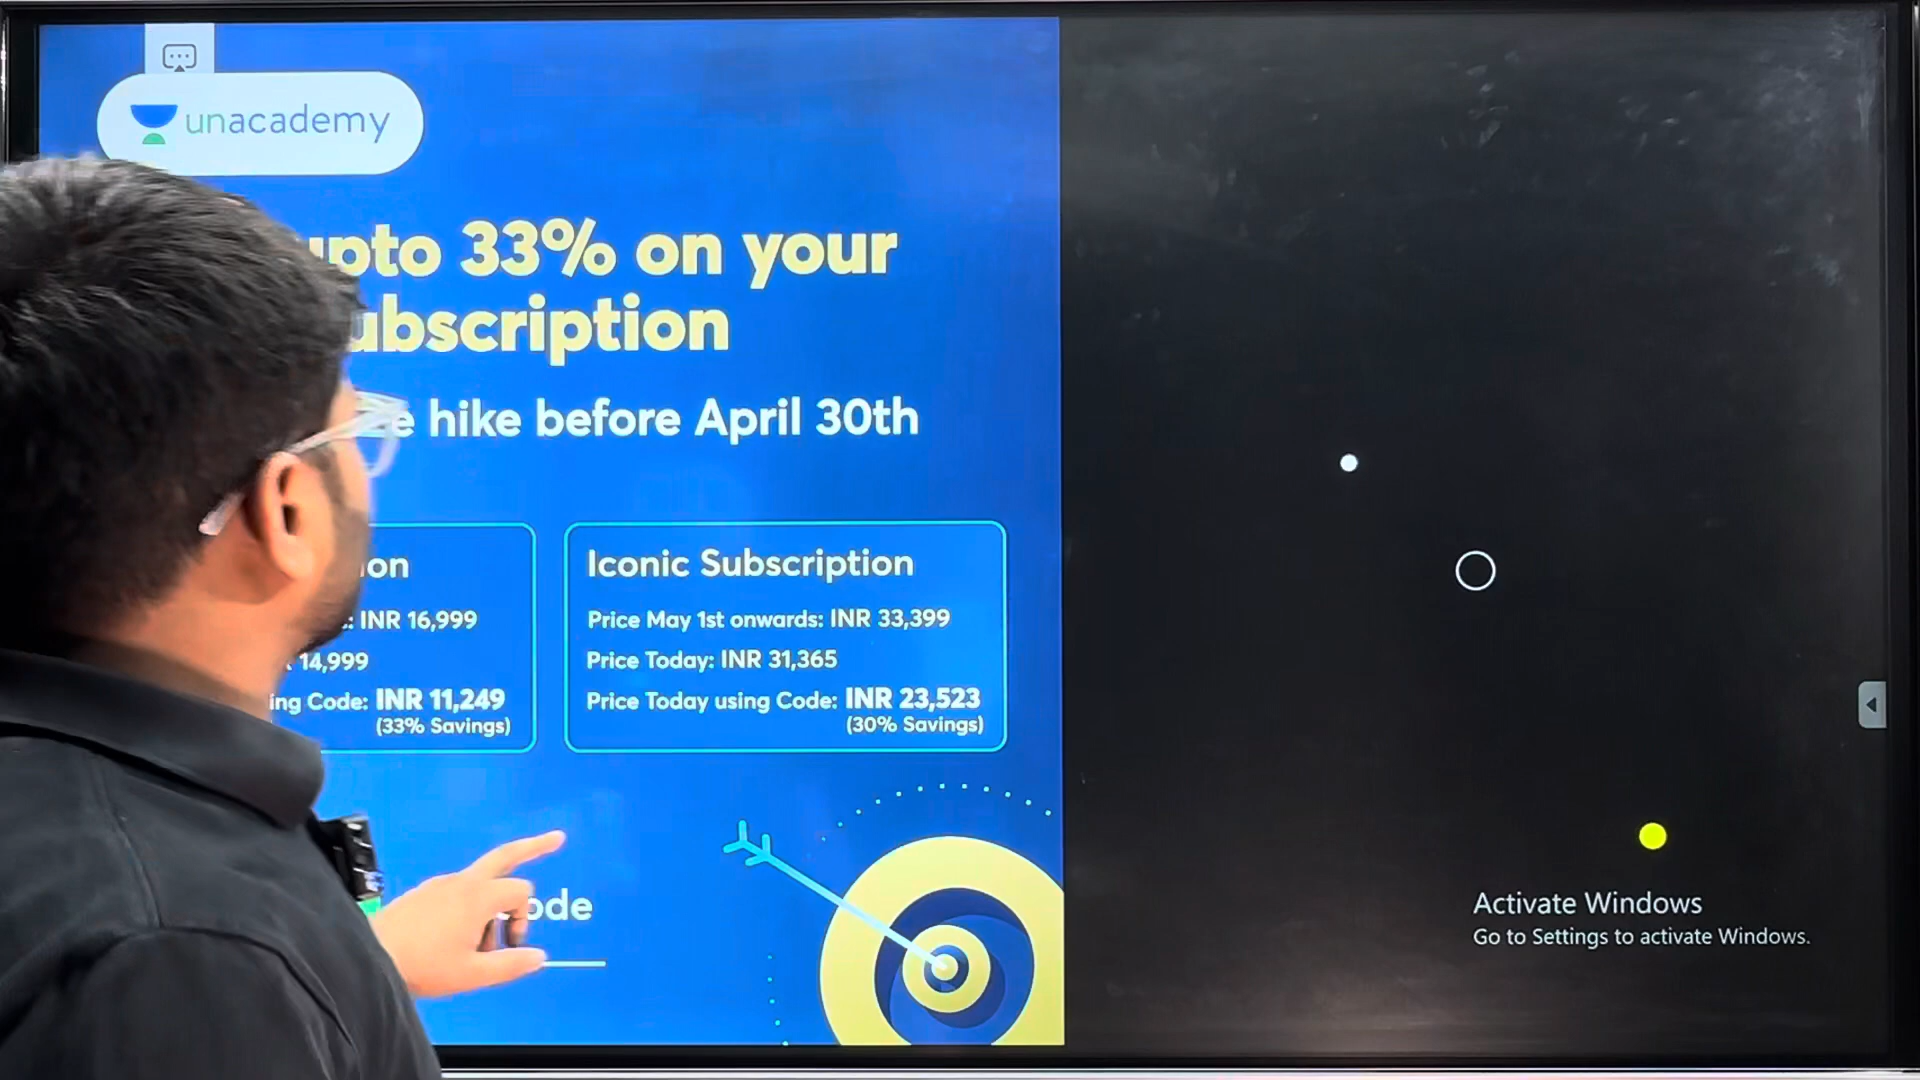 unacademy
upto 33% on your
ubscription
e hike before April 30th
ion
: INR 16,999
14,999
ing Code: INR 11,249
(33% Savings)
Iconic Subscription
Price May 1st onwards: INR 33,399
Price Today: INR 31,365
Price Today using Code: INR 23,523
(30% Savings)
ode
Activate Windows
Go to Settings to activate Windows.